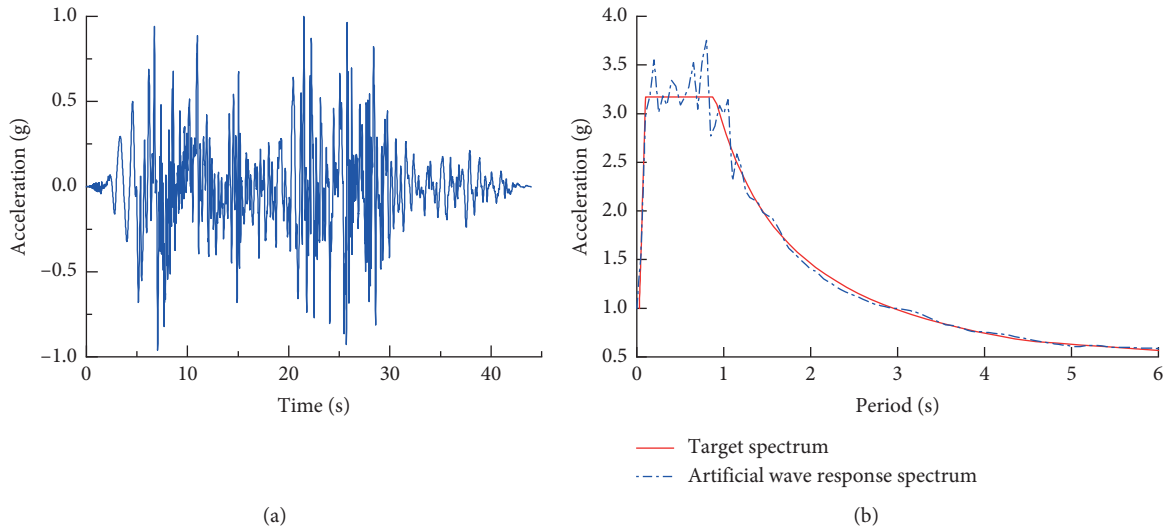 Acceleration (g)
1.0
0.5
0.0
−0.5
−1.0
0 10 20 30 40
Time (s)
(a)
Acceleration (g)
4.0
3.5
3.0
2.5
2.0
1.5
1.0
0.5
0 1 2 3 4 5 6
Period (s)
Target spectrum
Artificial wave response spectrum
(b)